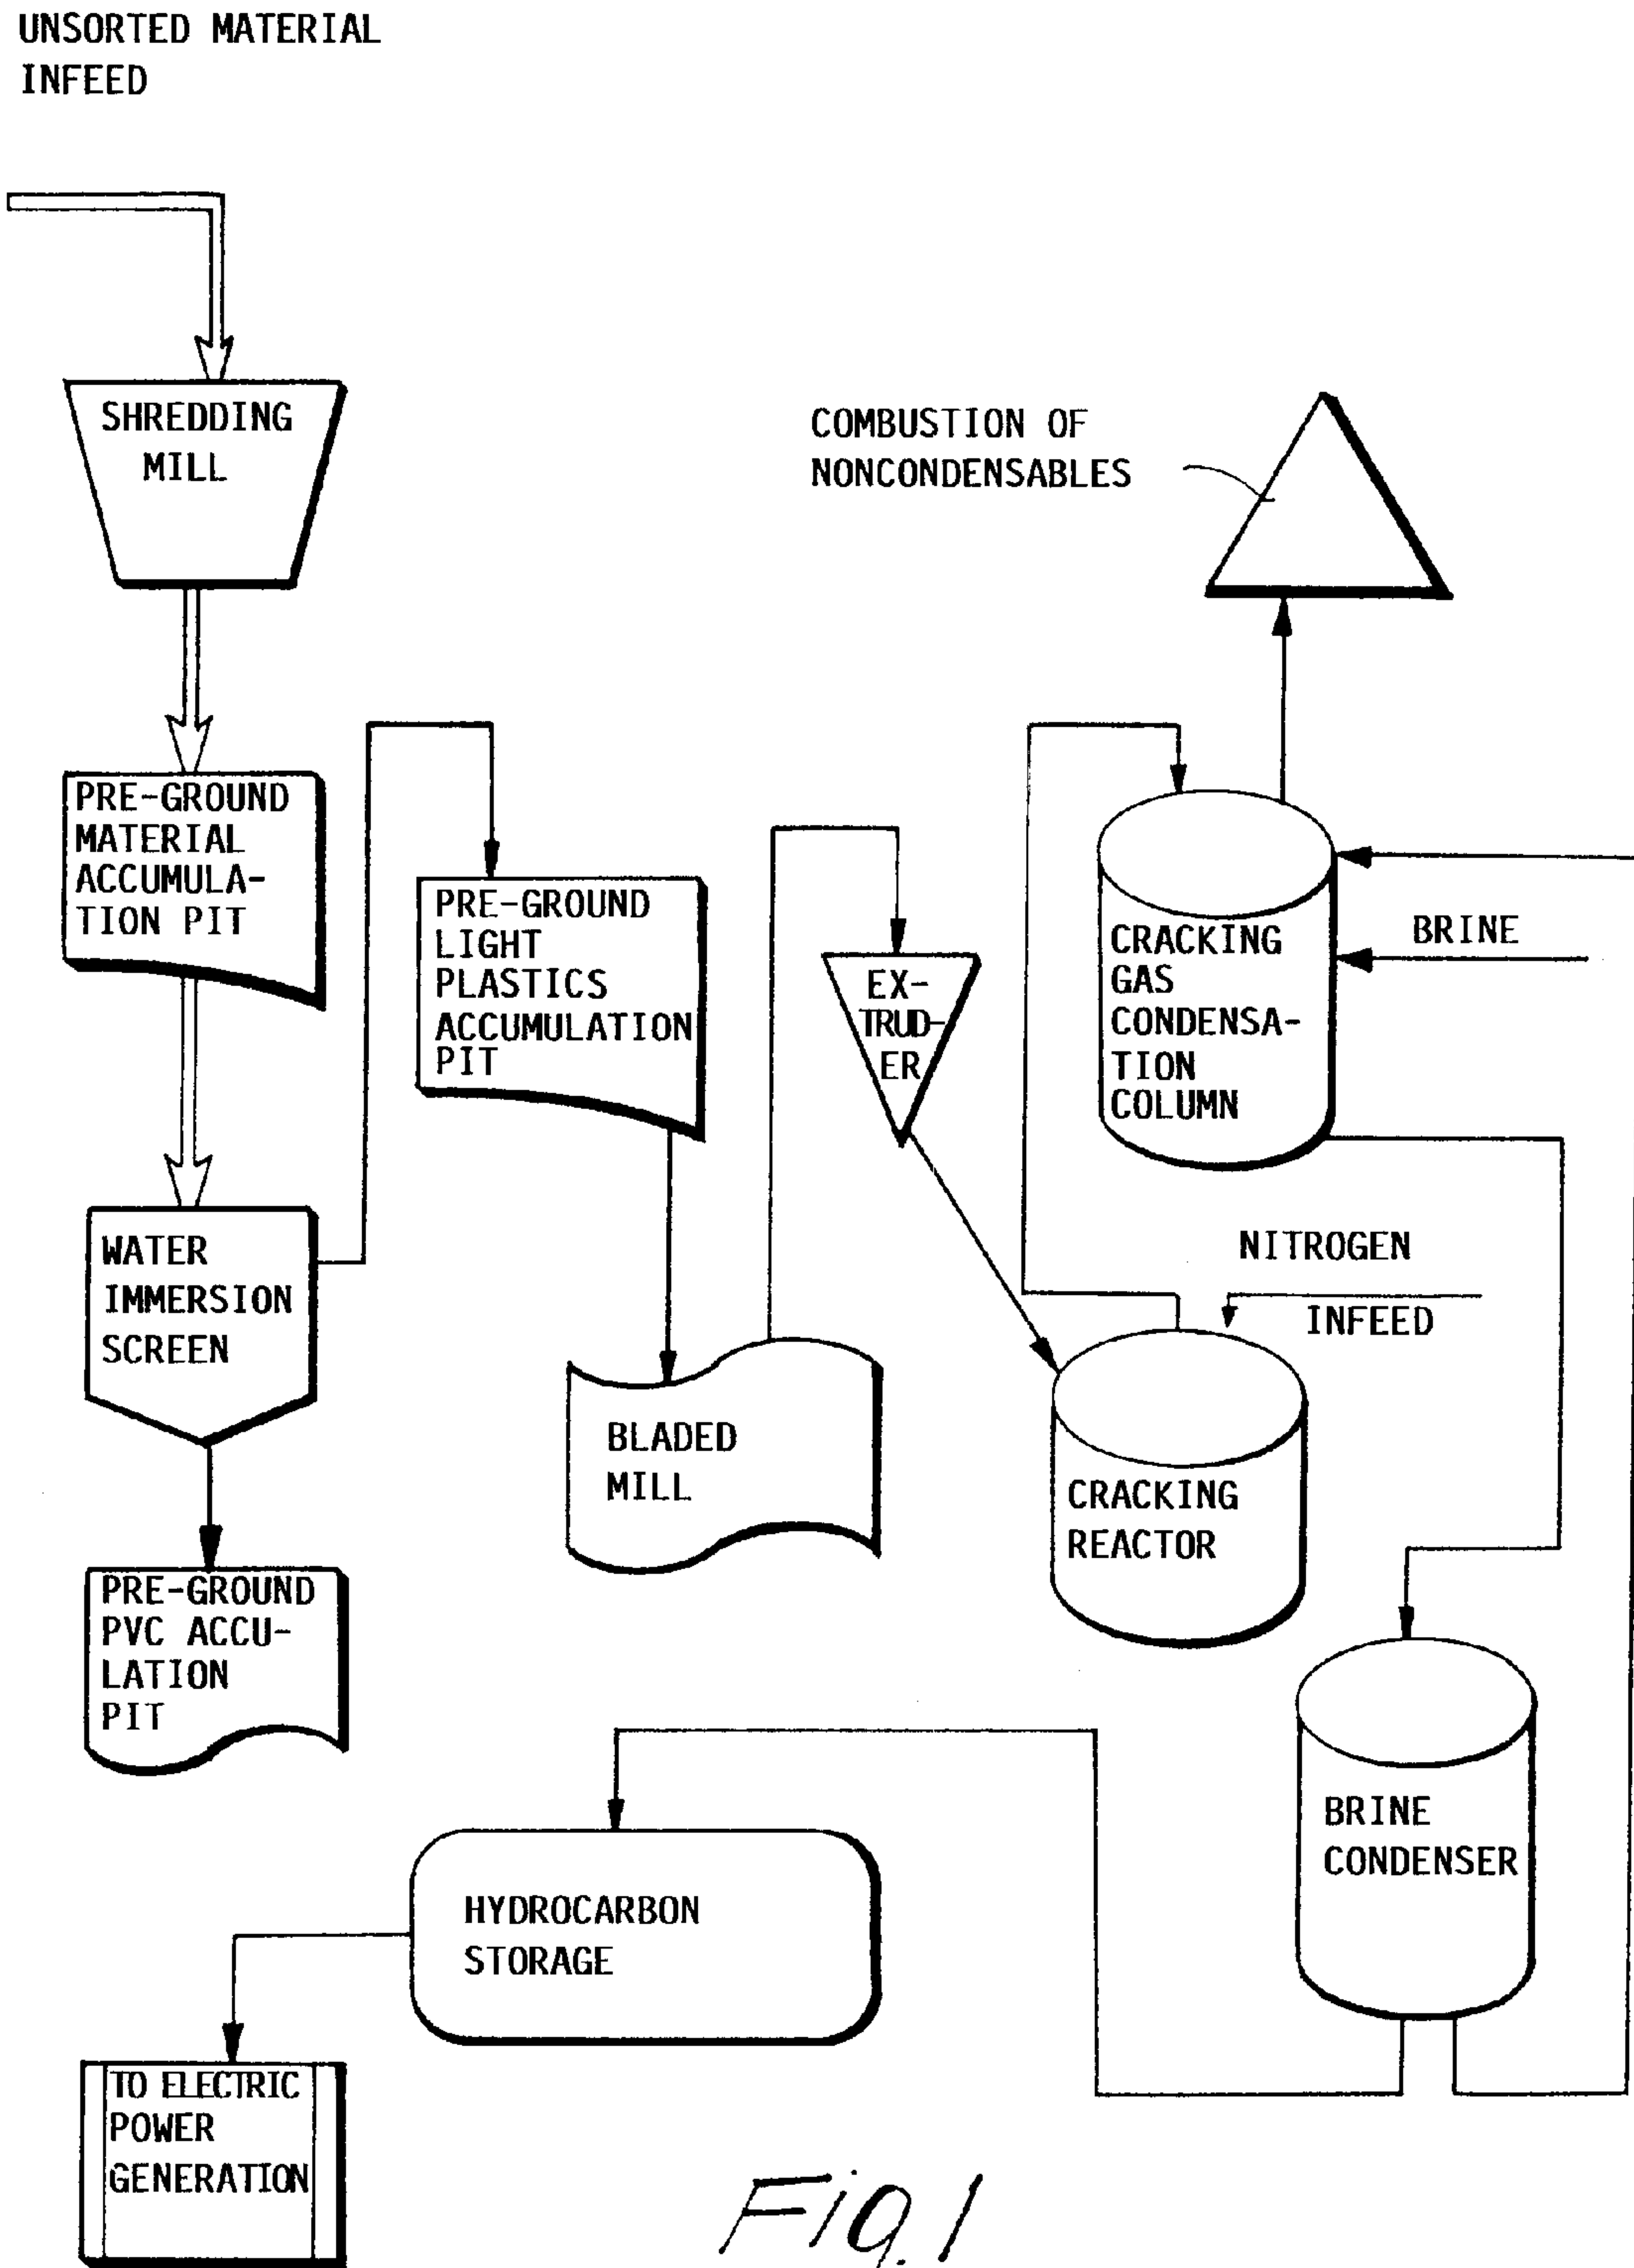 UNSORTED MATERIAL
INFEED
SHREDDING
MILL
COMBUSTION OF
NONCONDENSABLES
PRE-GROUND
MATERIAL
ACCUMULA-
TION PIT
PRE-GROUND
LIGHT
PLASTICS
ACCUMULATION
PIT
EX-
TRUD-
ER
CRACKING
GAS
CONDENSA-
TION
COLUMN
BRINE
WATER
IMMERSION
SCREEN
NITROGEN
INFEED
BLADED
MILL
CRACKING
REACTOR
PRE-GROUND
PVC ACCU-
LATION
PIT
BRINE
CONDENSER
HYDROCARBON
STORAGE
TO ELECTRIC
POWER
GENERATION
Fig. 1